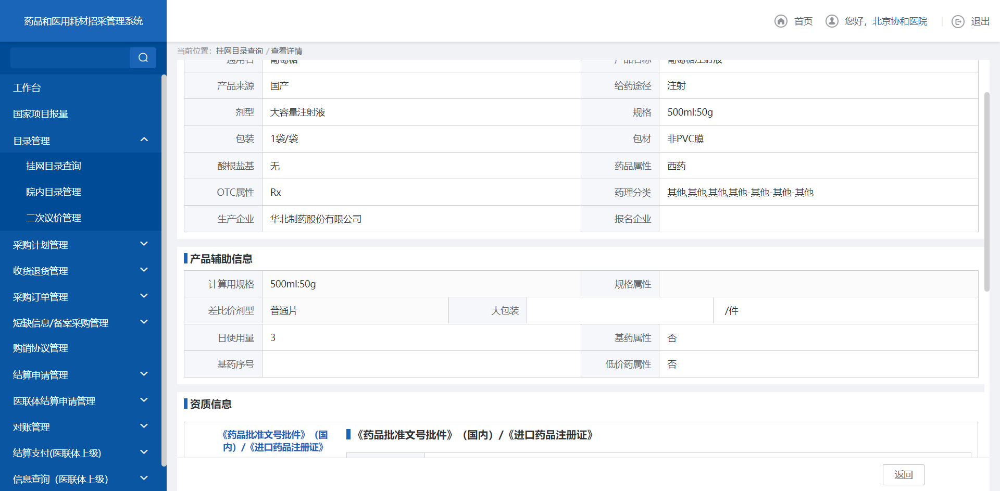 药品和医用耗材招采管理系统
首页
您好，北京协和医院
退出
当前位置：挂网目录查询 / 查看详情
工作台
国家项目报量
目录管理
挂网目录查询
院内目录管理
二次议价管理
采购计划管理
收货退货管理
采购订单管理
短缺信息/备案采购管理
购销协议管理
结算申请管理
医联体结算申请管理
对账管理
结算支付(医联体上级)
信息查询（医联体上级）
通用名 葡萄糖 产品名称 葡萄糖注射液
产品来源 国产 给药途径 注射
剂型 大容量注射液 规格 500ml:50g
包装 1袋/袋 包材 非PVC膜
酸根盐基 无 药品属性 西药
OTC属性 Rx 药理分类 其他,其他,其他,其他-其他-其他-其他
生产企业 华北制药股份有限公司 报名企业
产品辅助信息
计算用规格 500ml:50g 规格属性
差比价剂型 普通片 大包装 /件
日使用量 3 基药属性 否
基药序号 低价药属性 否
资质信息
《药品批准文号批件》（国
内）/《进口药品注册证》
《药品批准文号批件》（国内）/《进口药品注册证》
返回